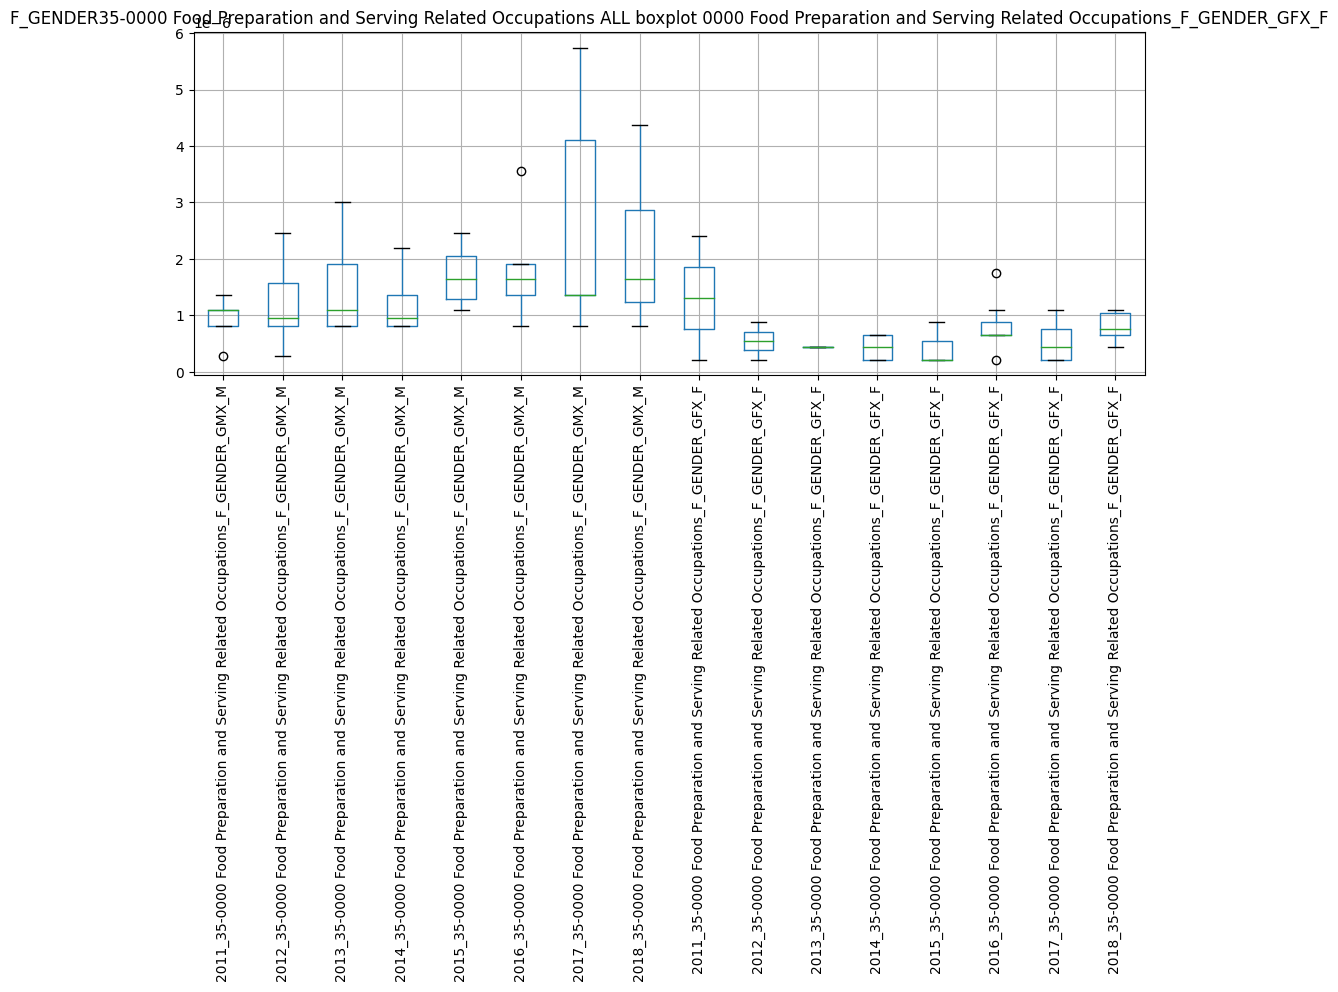 F_GENDER35-0000 Food Preparation and Serving Related Occupations ALL boxplot 0000 Food Preparation and Serving Related Occupations_F_GENDER_GFX_F
1e−6
6
5
4
3
2
1
0
2011_35-0000 Food Preparation and Serving Related Occupations_F_GENDER_GMX_M
2012_35-0000 Food Preparation and Serving Related Occupations_F_GENDER_GMX_M
2013_35-0000 Food Preparation and Serving Related Occupations_F_GENDER_GMX_M
2014_35-0000 Food Preparation and Serving Related Occupations_F_GENDER_GMX_M
2015_35-0000 Food Preparation and Serving Related Occupations_F_GENDER_GMX_M
2016_35-0000 Food Preparation and Serving Related Occupations_F_GENDER_GMX_M
2017_35-0000 Food Preparation and Serving Related Occupations_F_GENDER_GMX_M
2018_35-0000 Food Preparation and Serving Related Occupations_F_GENDER_GMX_M
2011_35-0000 Food Preparation and Serving Related Occupations_F_GENDER_GFX_F
2012_35-0000 Food Preparation and Serving Related Occupations_F_GENDER_GFX_F
2013_35-0000 Food Preparation and Serving Related Occupations_F_GENDER_GFX_F
2014_35-0000 Food Preparation and Serving Related Occupations_F_GENDER_GFX_F
2015_35-0000 Food Preparation and Serving Related Occupations_F_GENDER_GFX_F
2016_35-0000 Food Preparation and Serving Related Occupations_F_GENDER_GFX_F
2017_35-0000 Food Preparation and Serving Related Occupations_F_GENDER_GFX_F
2018_35-0000 Food Preparation and Serving Related Occupations_F_GENDER_GFX_F